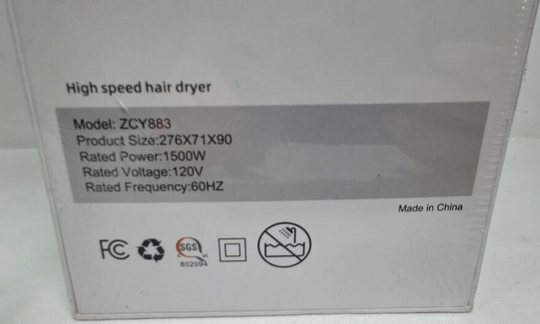 High speed hair dryer
Model: ZCY883
Product Size:276X71X90
Rated Power:1500W
Rated Voltage:120V
Rated Frequency:60HZ
Made in China
FC
SGS
802094